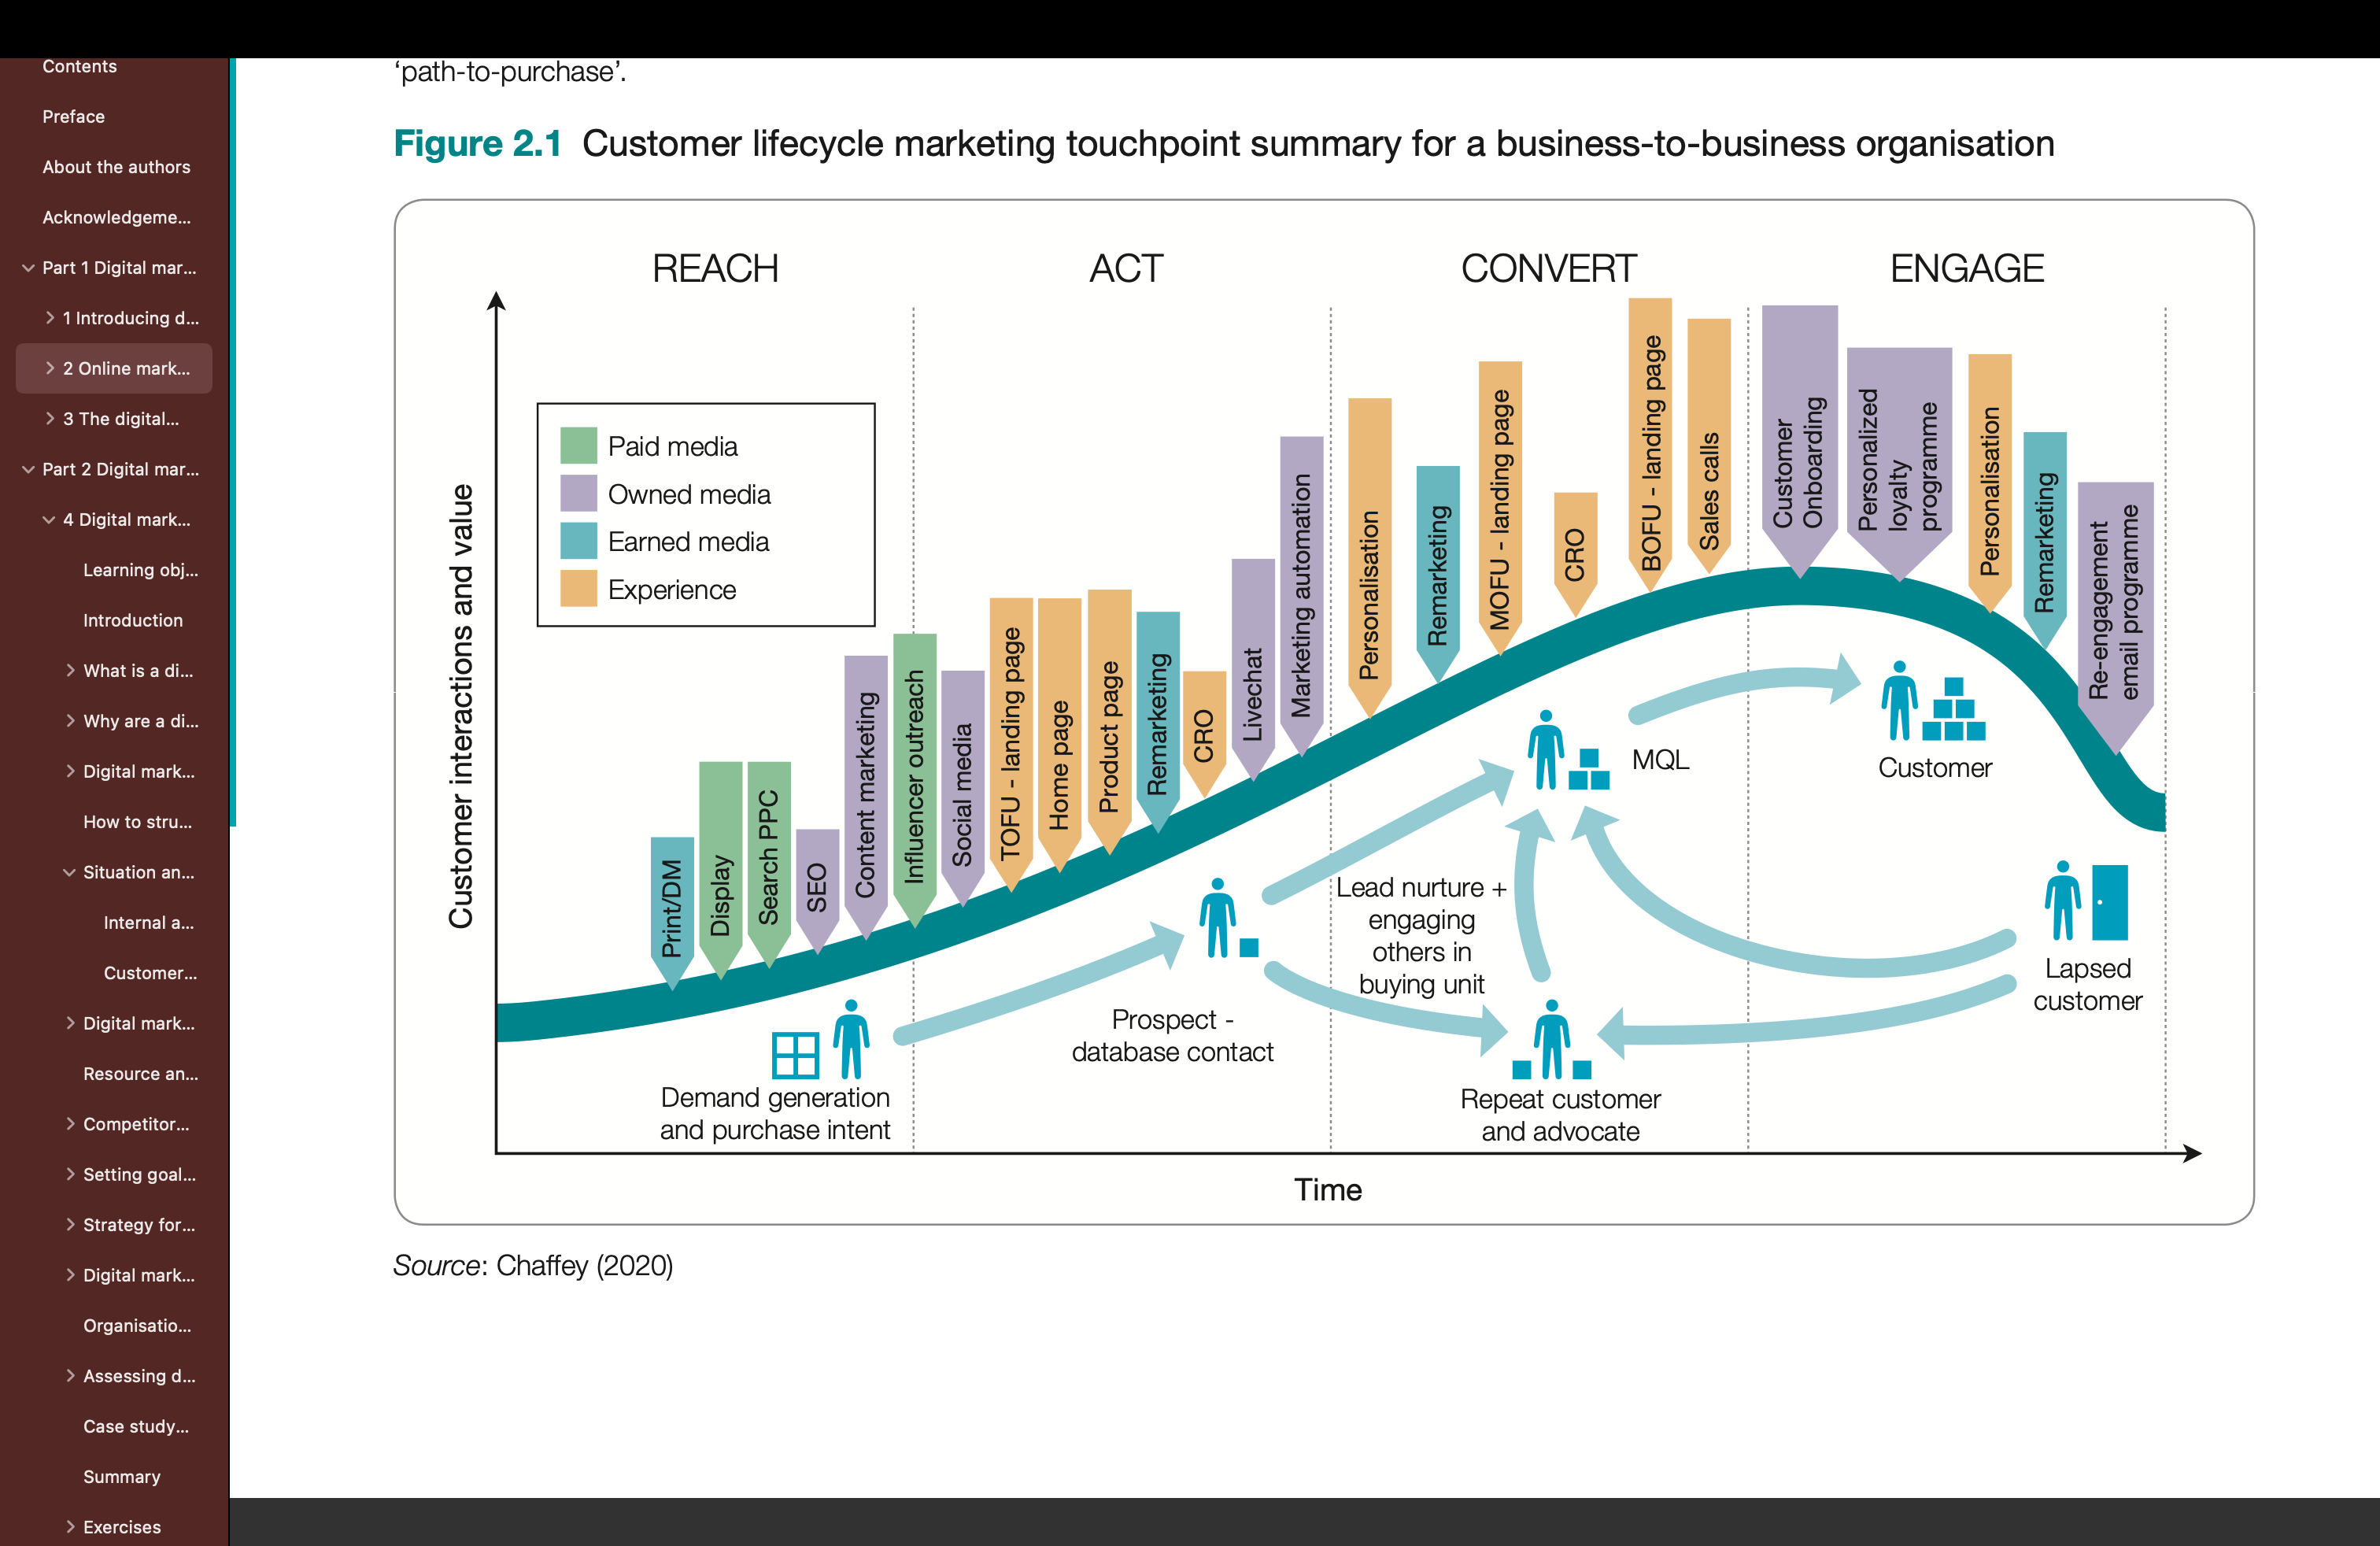 Contents
Preface
About the authors
Acknowledgeme...
Part 1 Digital mar...
1 Introducing d...
2 Online mark...
3 The digital...
Part 2 Digital mar...
4 Digital mark...
Learning obj...
Introduction
What is a di...
Why are a di...
Digital mark...
How to stru...
Situation an...
Internal a...
Customer...
Digital mark...
Resource an...
Competitor...
Setting goal...
Strategy for...
Digital mark...
Organisatio...
Assessing d...
Case study...
Summary
Exercises
‘path-to-purchase’.
Figure 2.1 Customer lifecycle marketing touchpoint summary for a business-to-business organisation
REACH
ACT
CONVERT
ENGAGE
Customer interactions and value
Paid media
Owned media
Earned media
Experience
Print/DM
Display
Search PPC
SEO
Content marketing
Influencer outreach
Social media
TOFU - landing page
Home page
Product page
Remarketing
CRO
Livechat
Marketing automation
Personalisation
Remarketing
MOFU - landing page
CRO
BOFU - landing page
Sales calls
Customer
Onboarding
Personalized
loyalty
programme
Personalisation
Remarketing
Re-engagement
email programme
Demand generation
and purchase intent
Prospect -
database contact
Lead nurture +
engaging
others in
buying unit
MQL
Customer
Repeat customer
and advocate
Lapsed
customer
Time
Source: Chaffey (2020)